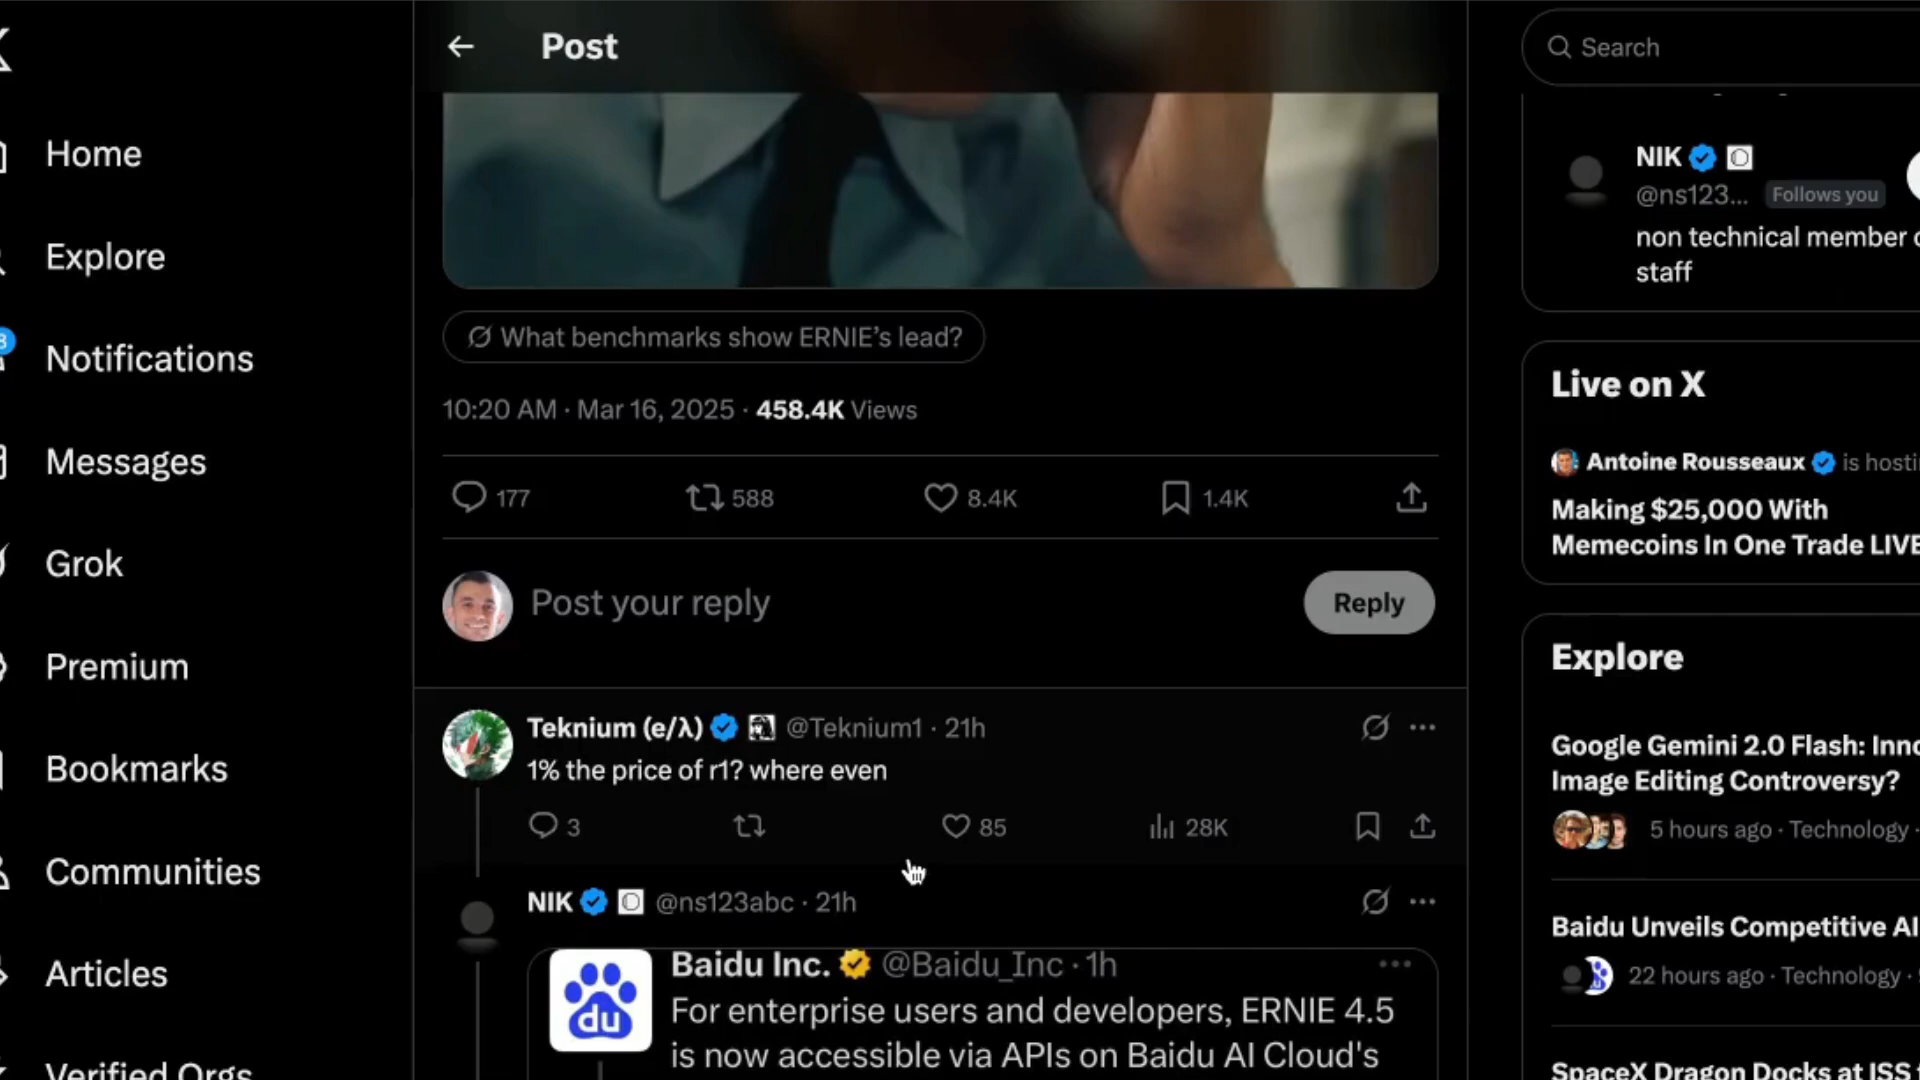 Post
Home
Explore
Notifications
Messages
Grok
Premium
Bookmarks
Communities
Articles
Verified Orgs
What benchmarks show ERNIE’s lead?
10:20 AM · Mar 16, 2025 · 458.4K Views
177 588 8.4K 1.4K
Post your reply
Reply
Teknium (e/λ) @Teknium1 · 21h
1% the price of r1? where even
3 85 28K
NIK @ns123abc · 21h
Baidu Inc. @Baidu_Inc · 1h
du
For enterprise users and developers, ERNIE 4.5
is now accessible via APIs on Baidu AI Cloud's
Search
NIK
@ns123... Follows you
non technical member
staff
Live on X
Antoine Rousseaux is
Making $25,000 With
Memecoins In One Trade LIVE
Explore
Google Gemini 2.0 Flash:
Image Editing Controversy?
5 hours ago · Technology ·
Baidu Unveils Competitive AI
22 hours ago · Technology ·
SpaceX Dragon Docks at ISS